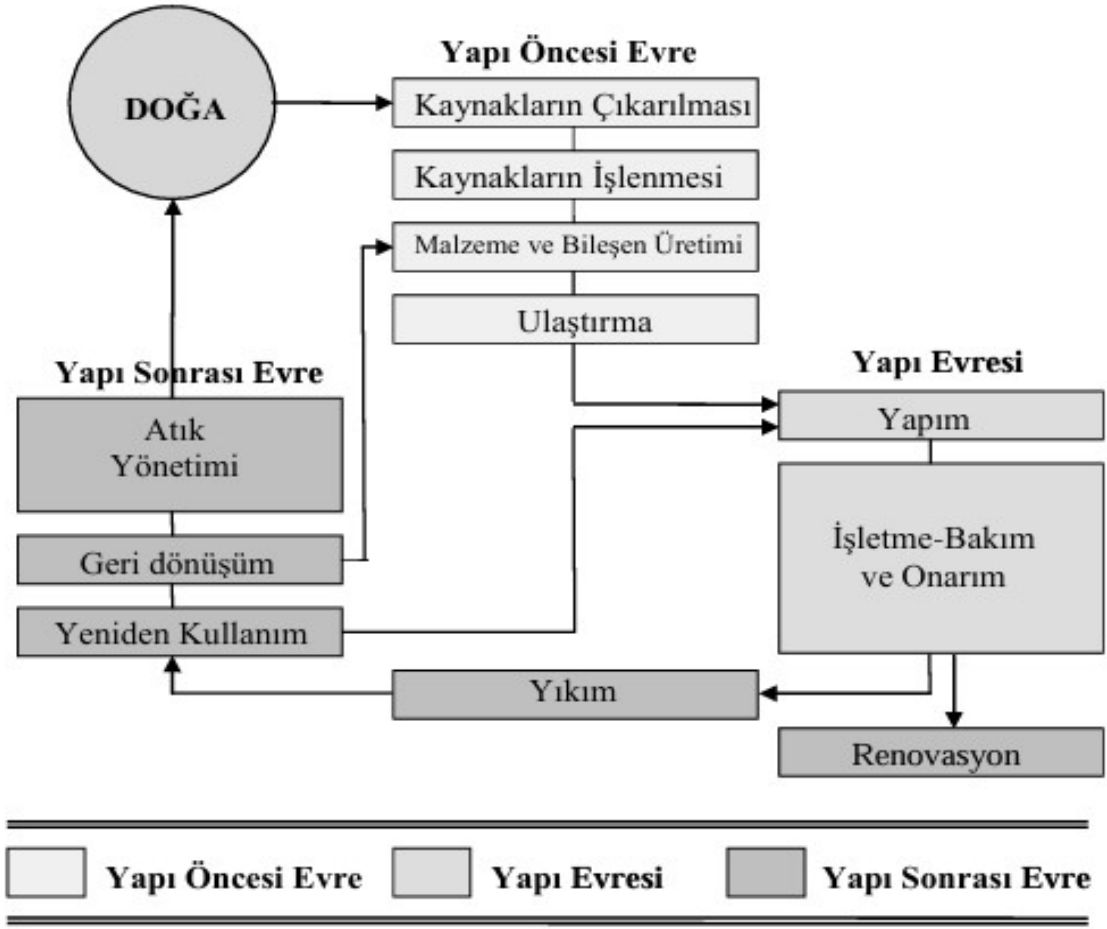 DOĞA
Yapı Öncesi Evre
Kaynakların Çıkarılması
Kaynakların İşlenmesi
Malzeme ve Bileşen Üretimi
Ulaştırma
Yapı Evresi
Yapım
İşletme-Bakım
ve Onarım
Renovasyon
Yıkım
Yapı Sonrası Evre
Atık
Yönetimi
Geri dönüşüm
Yeniden Kullanım
Yapı Öncesi Evre
Yapı Evresi
Yapı Sonrası Evre